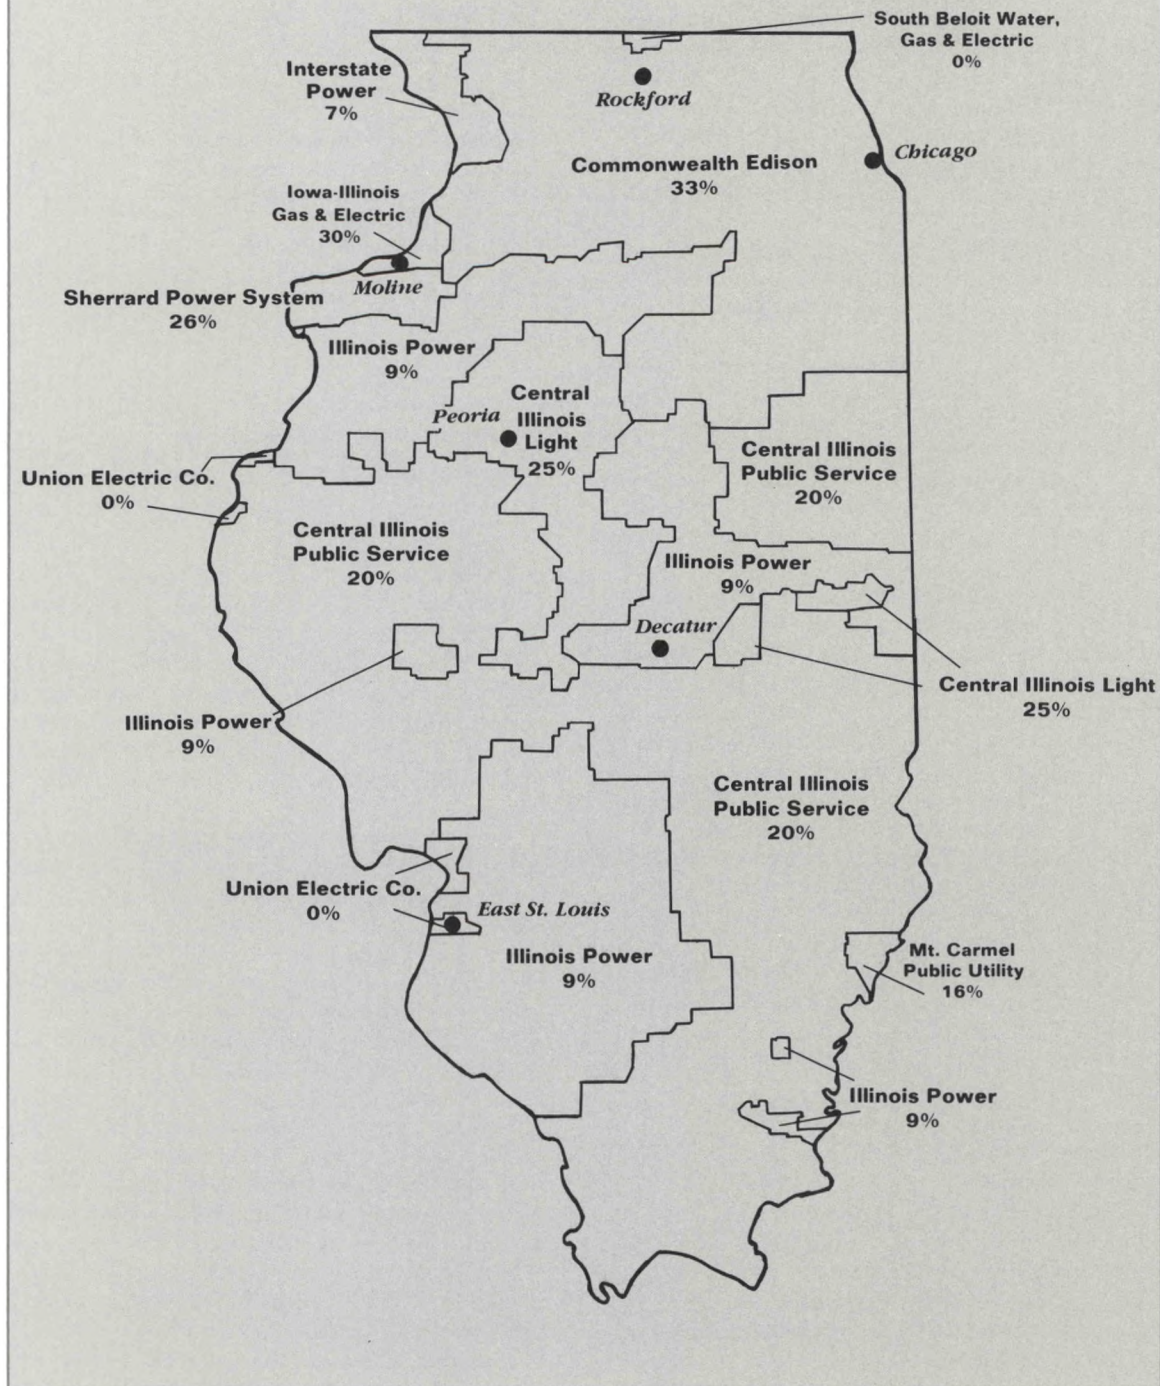 South Beloit Water,
Gas & Electric
0%
Interstate
Power
7%
Rockford
Chicago
Commonwealth Edison
33%
Iowa-Illinois
Gas & Electric
30%
Moline
Sherrard Power System
26%
Illinois Power
9%
Central
Peoria
Illinois
Light
25%
Central Illinois
Public Service
20%
Union Electric Co.
0%
Central Illinois
Public Service
20%
Illinois Power
9%
Decatur
Central Illinois Light
25%
Illinois Power
9%
Central Illinois
Public Service
20%
Union Electric Co.
0%
East St. Louis
Illinois Power
9%
Mt. Carmel
Public Utility
16%
Illinois Power
9%